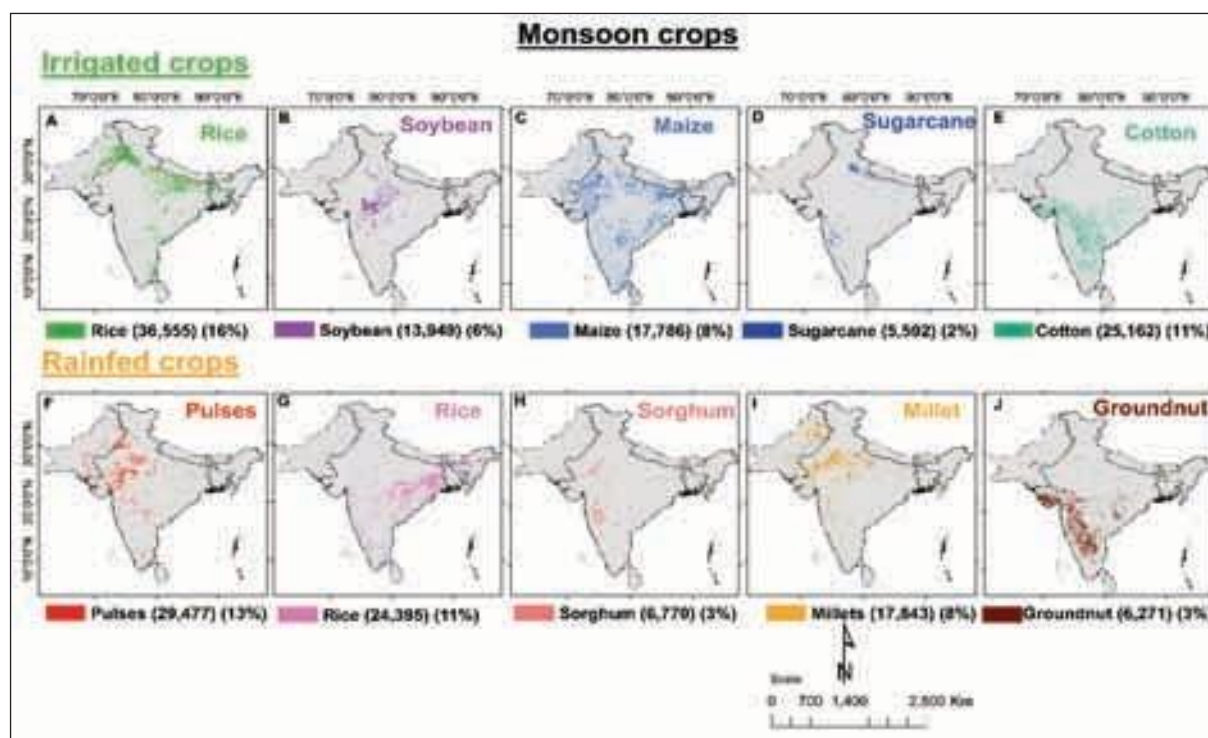 Monsoon crops
Irrigated crops
A Rice
B Soybean
C Maize
D Sugarcane
E Cotton
Rice (36,555) (16%)
Soybean (13,949) (6%)
Maize (17,786) (8%)
Sugarcane (5,592) (2%)
Cotton (25,162) (11%)
Rainfed crops
F Pulses
G Rice
H Sorghum
I Millet
J Groundnut
Pulses (29,477) (13%)
Rice (24,395) (11%)
Sorghum (6,770) (3%)
Millets (17,843) (8%)
Groundnut (6,271) (3%)
N
Scale
0 700 1,400 2,800 Km